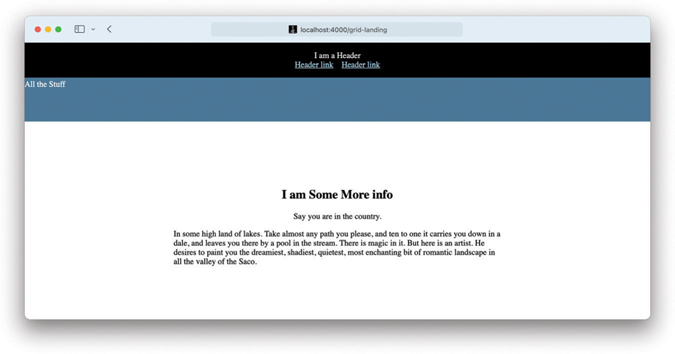 localhost:4000/grid-landing
I am a Header
Header link Header link
All the Stuff
I am Some More info
Say you are in the country.
In some high land of lakes. Take almost any path you please, and ten to one it carries you down in a
dale, and leaves you there by a pool in the stream. There is magic in it. But here is an artist. He
desires to paint you the dreamiest, shadiest, quietest, most enchanting bit of romantic landscape in
all the valley of the Saco.